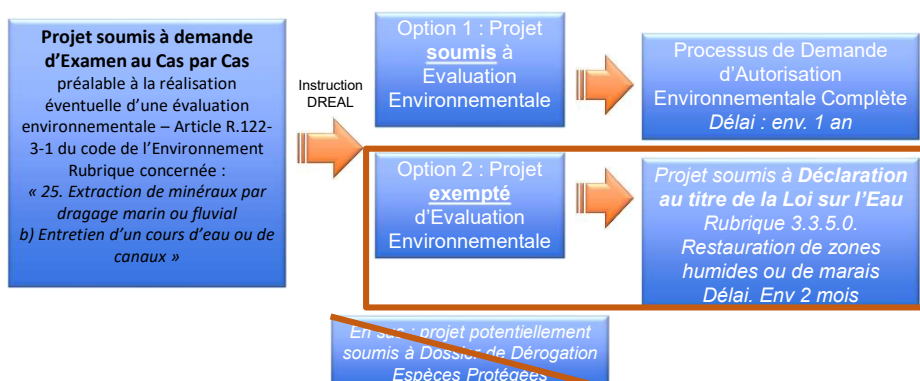 Projet soumis à demande
d’Examen au Cas par Cas
préalable à la réalisation
éventuelle d’une évaluation
environnementale – Article R.122-
3-1 du code de l’Environnement
Rubrique concernée :
« 25. Extraction de minéraux par
dragage marin ou fluvial
b) Entretien d’un cours d’eau ou de
canaux »
Instruction
DREAL
Option 1 : Projet
soumis à
Evaluation
Environnementale
Processus de Demande
d’Autorisation
Environnementale Complète
Délai : env. 1 an
Option 2 : Projet
exempté
d’Evaluation
Environnementale
Projet soumis à Déclaration
au titre de la Loi sur l’Eau
Rubrique 3.3.5.0.
Restauration de zones
humides ou de marais
Délai. Env 2 mois
En sus : projet potentiellement
soumis à Dossier de Dérogation
Espèces Protégées